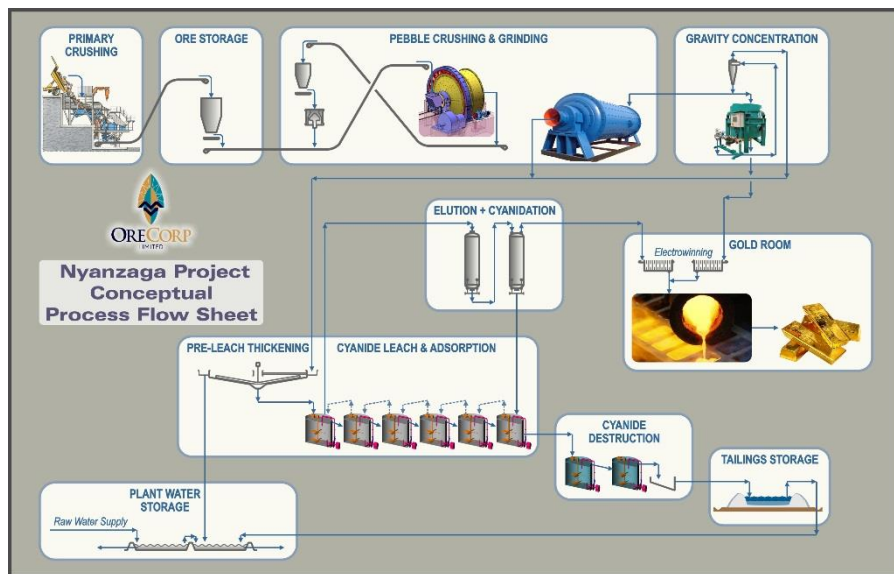 PRIMARY
CRUSHING
ORE STORAGE
PEBBLE CRUSHING & GRINDING
GRAVITY CONCENTRATION
ORECORP
LIMITED
Nyanzaga Project
Conceptual
Process Flow Sheet
ELUTION + CYANIDATION
GOLD ROOM
Electrowinning
PRE-LEACH THICKENING
CYANIDE LEACH & ADSORPTION
CYANIDE
DESTRUCTION
TAILINGS STORAGE
PLANT WATER
STORAGE
Raw Water Supply